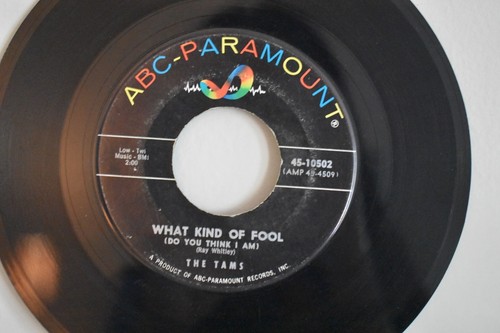 ABC-PARAMOUNT®
Low - Twi
Music - BMI
2:00
45-10502
(AMP 45-4509)
WHAT KIND OF FOOL
(DO YOU THINK I AM)
(Ray Whitley)
THE TAMS
A PRODUCT OF ABC-PARAMOUNT RECORDS, INC.